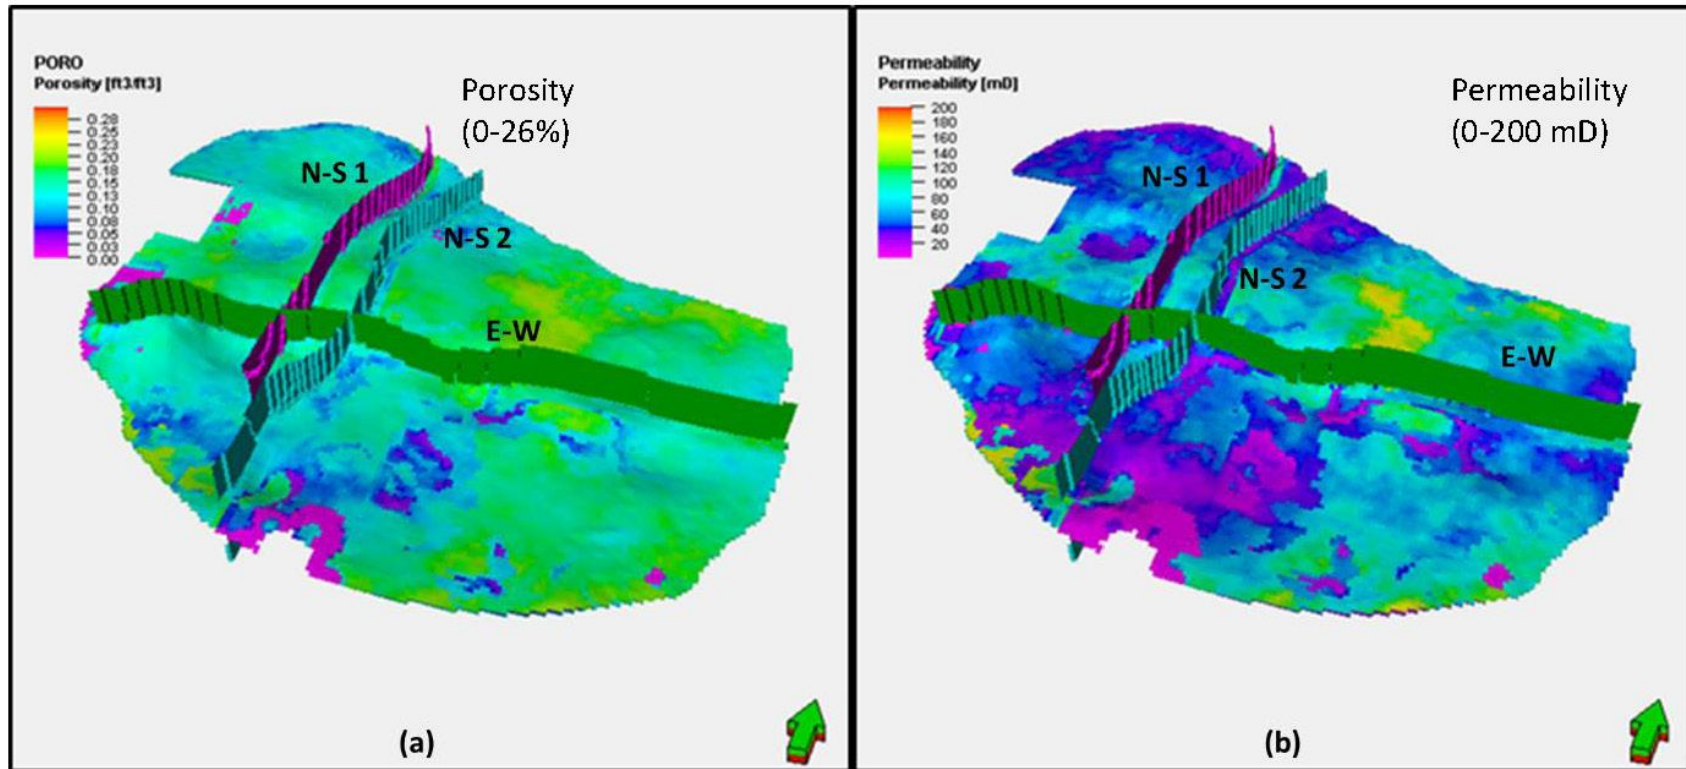 PORO
Porosity [ft3/ft3]
0.28
0.25
0.23
0.20
0.18
0.15
0.13
0.10
0.08
0.05
0.03
0.00
Porosity
(0-26%)
N-S 1
N-S 2
E-W
(a)
Permeability
Permeability [mD]
200
180
160
140
120
100
80
60
40
20
Permeability
(0-200 mD)
N-S 1
N-S 2
E-W
(b)